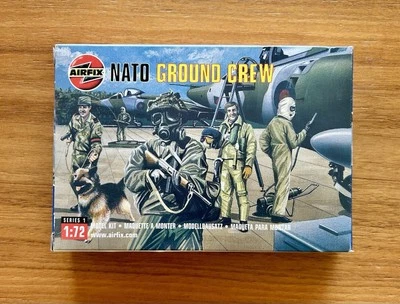 AIRFIX
NATO GROUND CREW
SERIES 1
1:72
MODEL KIT • MAQUETTE A MONTER • MODELLBAUSATZ • MAQUETA PARA MONTAR
www.airfix.com